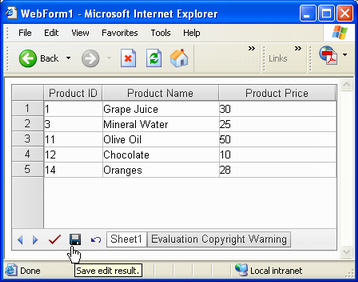 WebForm1 - Microsoft Internet Explorer
File Edit View Favorites Tools Help
Back Links
Product ID Product Name Product Price
1 1 Grape Juice 30
2 3 Mineral Water 25
3 11 Olive Oil 50
4 12 Chocolate 10
5 14 Oranges 28
Sheet1 Evaluation Copyright Warning
Save edit result.
Done Local intranet